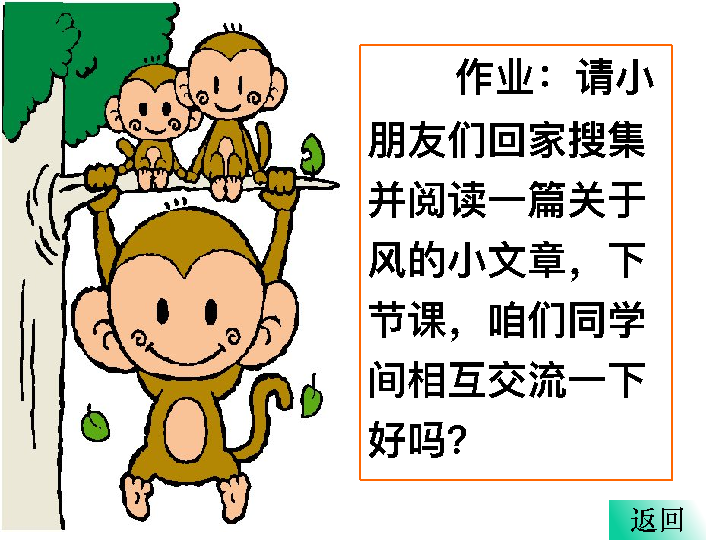 作业：请小
朋友们回家搜集
并阅读一篇关于
风的小文章，下
节课，咱们同学
间相互交流一下
好吗？
返回